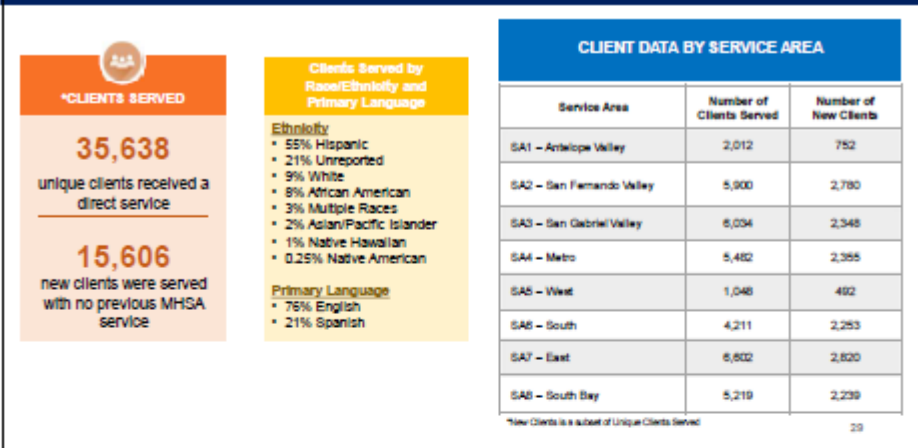 *CLIENTS SERVED
35,638
unique clients received a
direct service
15,606
new clients were served
with no previous MHSA
service
Clients Served by
Race/Ethnicity and
Primary Language
Ethnicity
• 55% Hispanic
• 21% Unreported
• 9% White
• 8% African American
• 3% Multiple Races
• 2% Asian/Pacific Islander
• 1% Native Hawaiian
• 0.25% Native American
Primary Language
• 76% English
• 21% Spanish
CLIENT DATA BY SERVICE AREA
Service Area Number of Clients Served Number of New Clients
SA1 – Antelope Valley 2,012 752
SA2 – San Fernando Valley 5,900 2,780
SA3 – San Gabriel Valley 6,034 2,348
SA4 – Metro 5,482 2,355
SA5 – West 1,048 492
SA6 – South 4,211 2,253
SA7 – East 6,602 2,820
SA8 – South Bay 5,219 2,239
*New Clients is a subset of Unique Clients Served
29